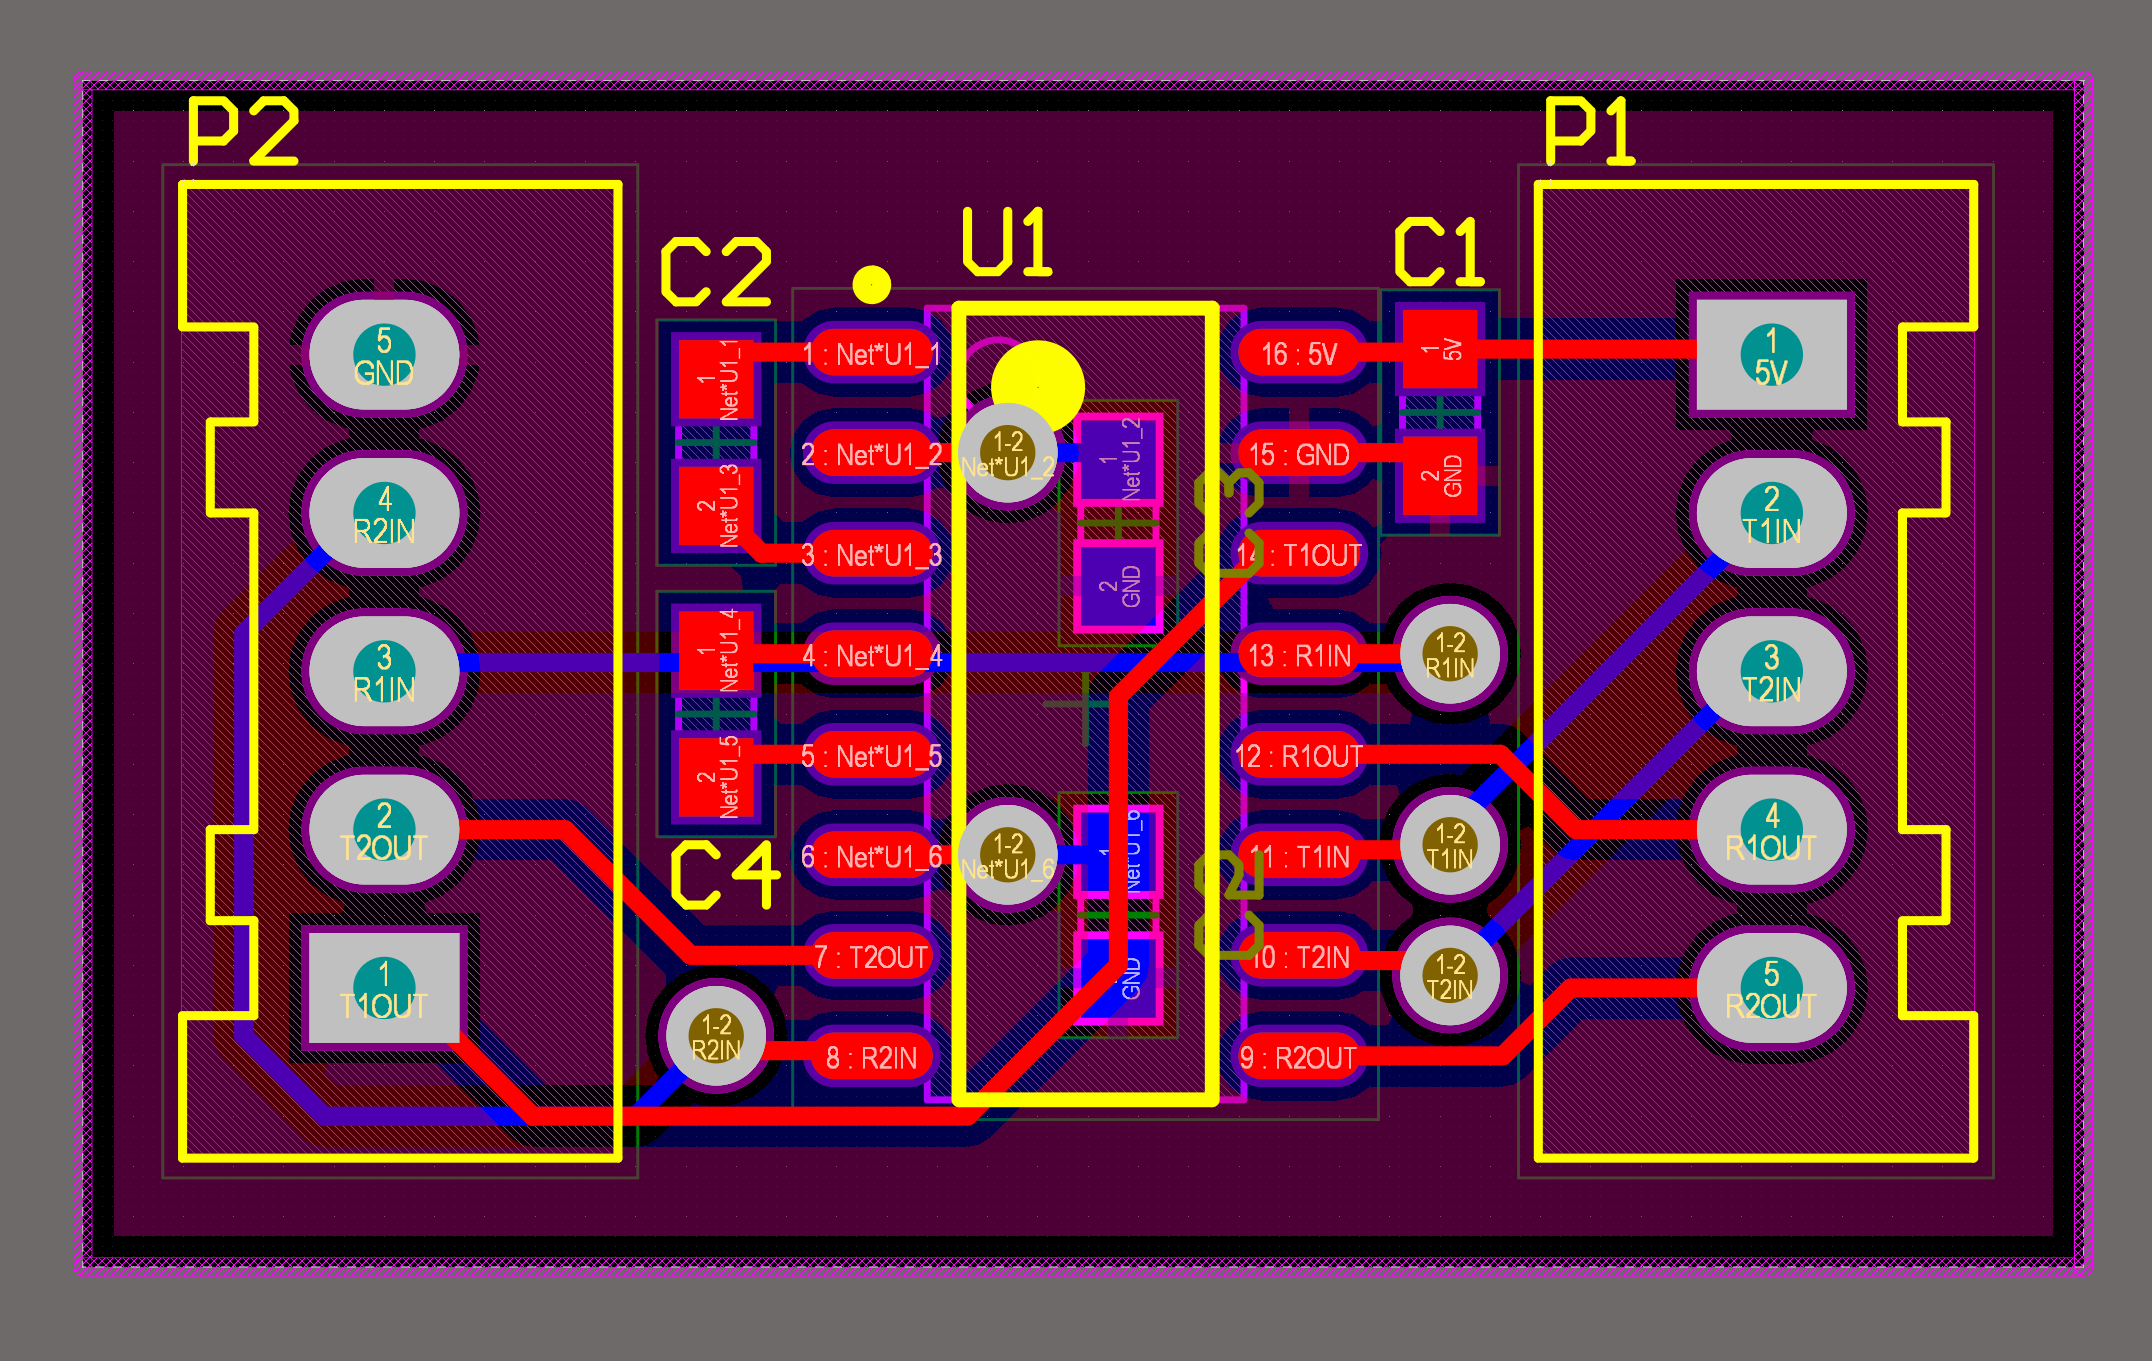 P2
P1
U1
C2
C1
5
GND
4
R2IN
3
R1IN
2
T2OUT
1
T1OUT
1
Net*U1_1
2
Net*U1_3
1
Net*U1_4
2
Net*U1_5
C4
1-2
R2IN
1 : Net*U1_1
2 : Net*U1_2
3 : Net*U1_3
4 : Net*U1_4
5 : Net*U1_5
6 : Net*U1_6
7 : T2OUT
8 : R2IN
1-2
Net*U1_2
1-2
Net*U1_6
1
Net*U1_2
2
GND
1
Net*U1_6
GND
C3
C5
16 : 5V
15 : GND
14 : T1OUT
13 : R1IN
12 : R1OUT
11 : T1IN
10 : T2IN
9 : R2OUT
1
5V
2
GND
1-2
R1IN
1-2
T1IN
1-2
T2IN
1
5V
2
T1IN
3
T2IN
4
R1OUT
5
R2OUT